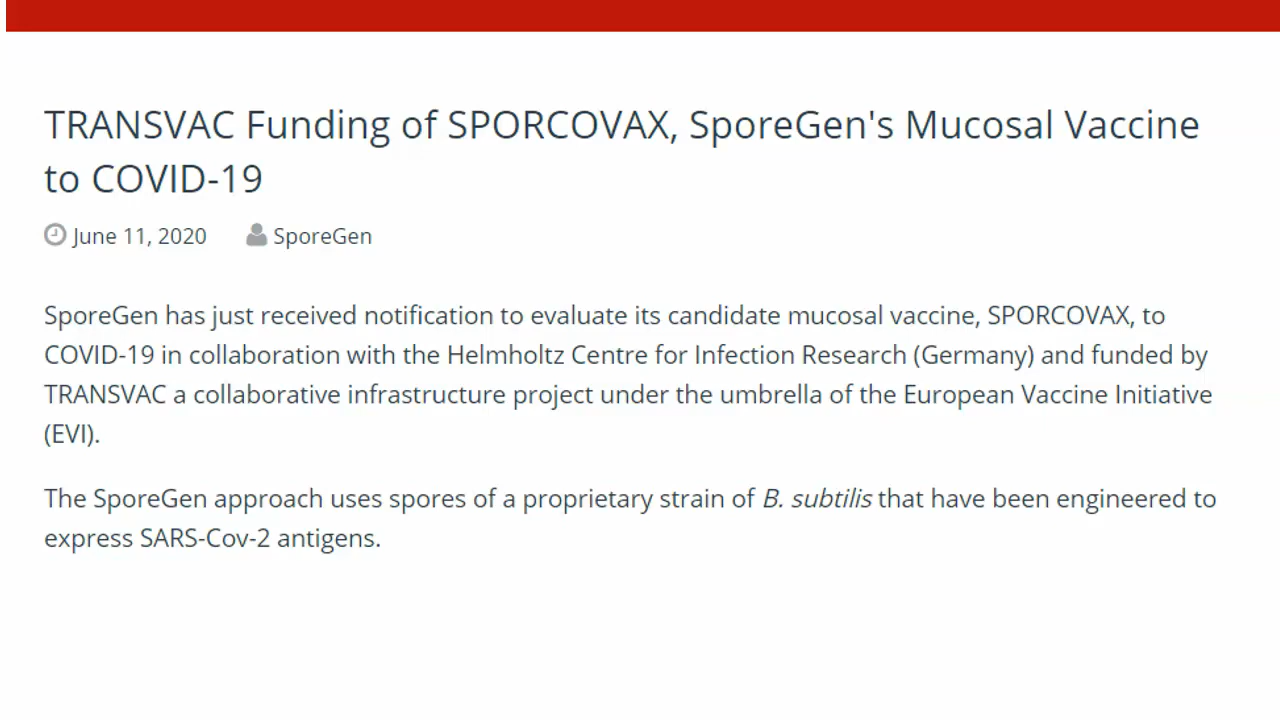 TRANSVAC Funding of SPORCOVAX, SporeGen's Mucosal Vaccine
to COVID-19
June 11, 2020 SporeGen
SporeGen has just received notification to evaluate its candidate mucosal vaccine, SPORCOVAX, to
COVID-19 in collaboration with the Helmholtz Centre for Infection Research (Germany) and funded by
TRANSVAC a collaborative infrastructure project under the umbrella of the European Vaccine Initiative
(EVI).
The SporeGen approach uses spores of a proprietary strain of B. subtilis that have been engineered to
express SARS-Cov-2 antigens.